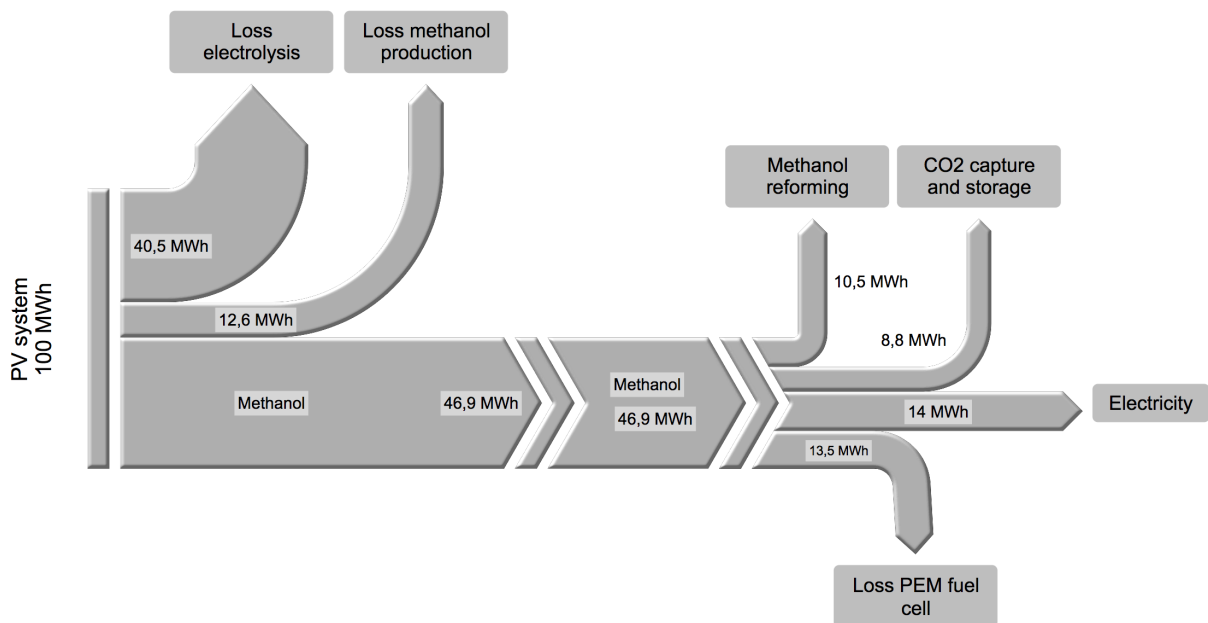 Loss
electrolysis
Loss methanol
production
Methanol
reforming
CO2 capture
and storage
40,5 MWh
10,5 MWh
PV system
100 MWh
12,6 MWh
8,8 MWh
Methanol
46,9 MWh
Methanol
46,9 MWh
14 MWh
Electricity
13,5 MWh
Loss PEM fuel
cell